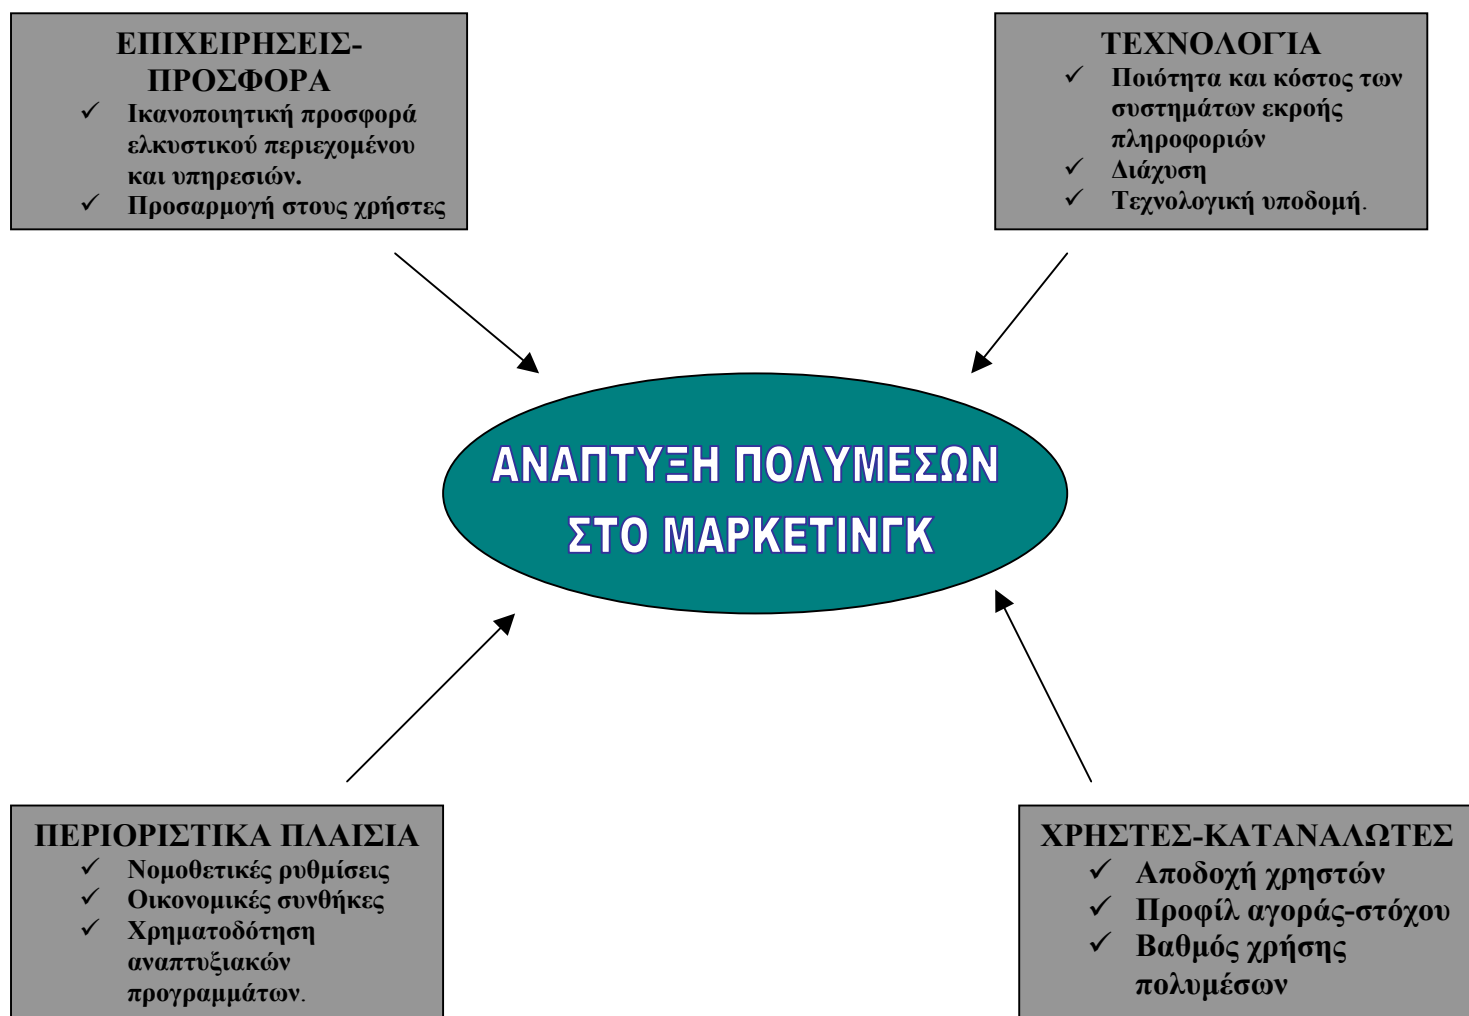 ΕΠΙΧΕΙΡΗΣΕΙΣ-
ΠΡΟΣΦΟΡΑ
✓ Ικανοποιητική προσφορά
ελκυστικού περιεχομένου
και υπηρεσιών.
✓ Προσαρμογή στους χρήστες
ΤΕΧΝΟΛΟΓΊΑ
✓ Ποιότητα και κόστος των
συστημάτων εκροής
πληροφοριών
✓ Διάχυση
✓ Τεχνολογική υποδομή.
ΑΝΑΠΤΥΞΗ ΠΟΛΥΜΕΣΩΝ
ΣΤΟ ΜΑΡΚΕΤΙΝΓΚ
ΠΕΡΙΟΡΙΣΤΙΚΑ ΠΛΑΙΣΙΑ
✓ Νομοθετικές ρυθμίσεις
✓ Οικονομικές συνθήκες
✓ Χρηματοδότηση
αναπτυξιακών
προγραμμάτων.
ΧΡΗΣΤΕΣ-ΚΑΤΑΝΑΛΩΤΕΣ
✓ Αποδοχή χρηστών
✓ Προφίλ αγοράς-στόχου
✓ Βαθμός χρήσης
πολυμέσων